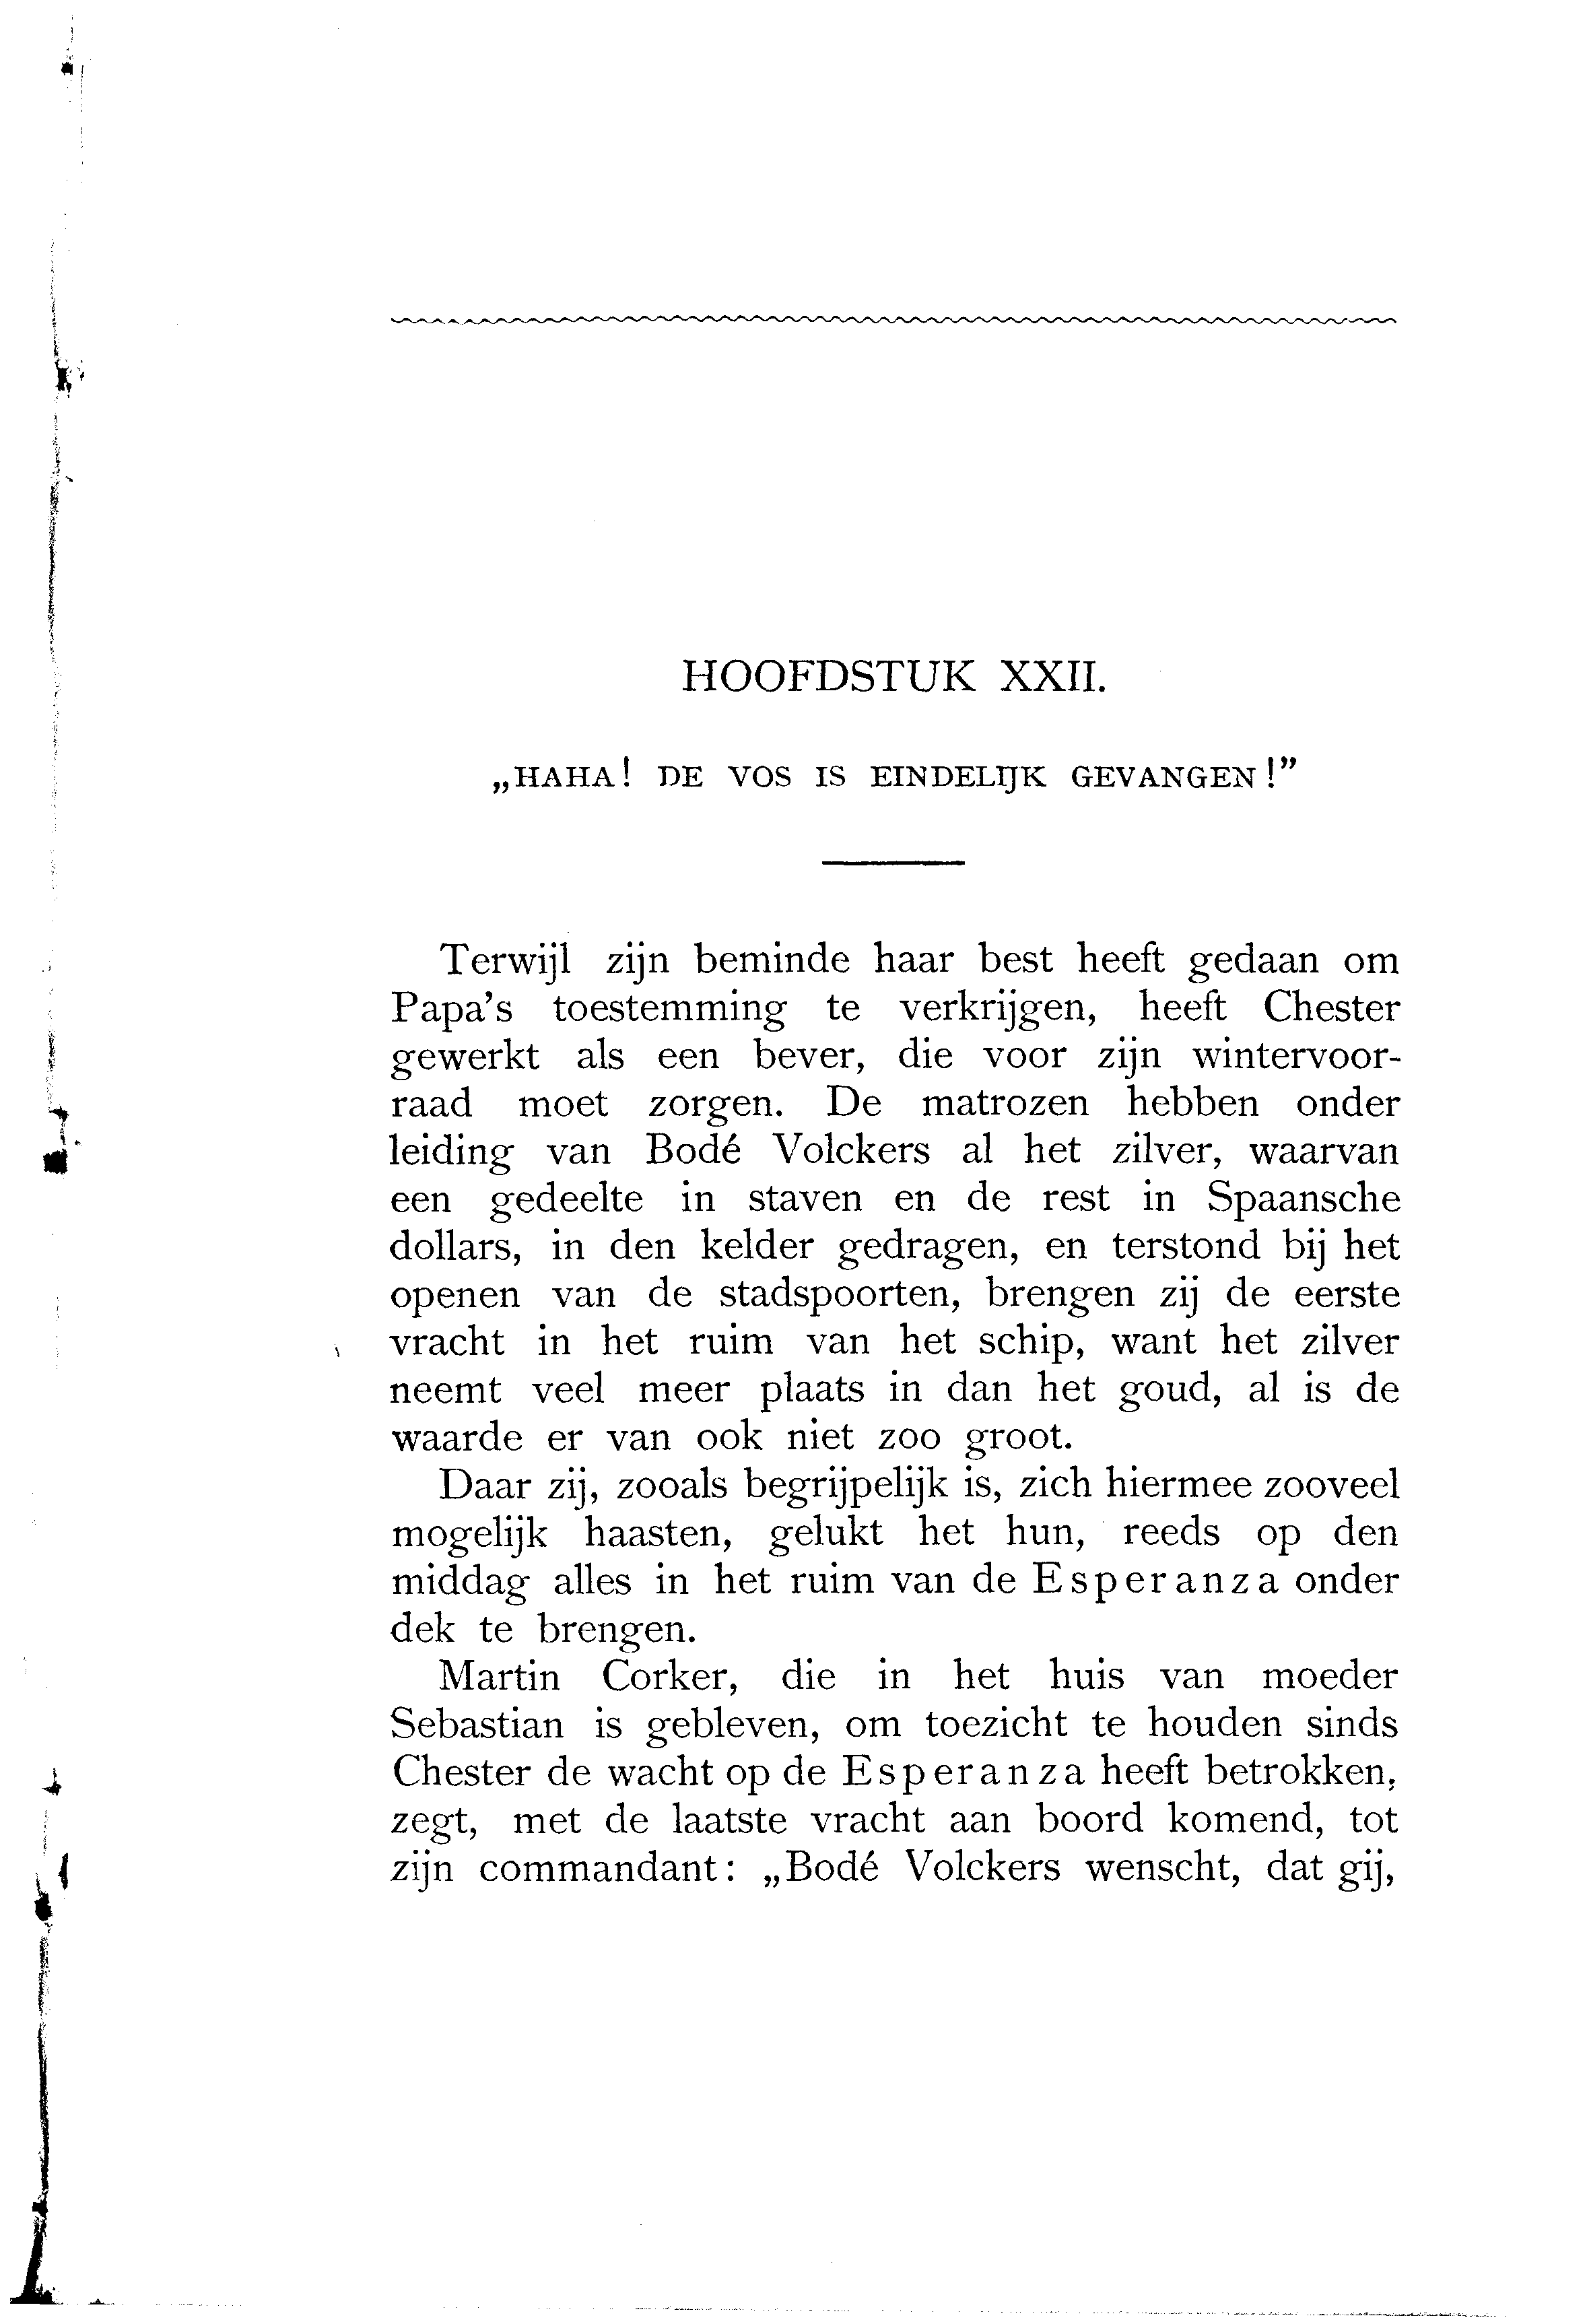 HOOFDSTUK XXII.
„HAHA! DE VOS IS EINDELIJK GEVANGEN!”
Terwijl zijn beminde haar best heeft gedaan om
Papa's toestemming te verkrijgen, heeft Chester
gewerkt als een bever, die voor zijn wintervoor-
raad moet zorgen. De matrozen hebben onder
leiding van Bodé Volckers al het zilver, waarvan
een gedeelte in staven en de rest in Spaansche
dollars, in den kelder gedragen, en terstond bij het
openen van de stadspoorten, brengen zij de eerste
vracht in het ruim van het schip, want het zilver
neemt veel meer plaats in dan het goud, al is de
waarde er van ook niet zoo groot.
Daar zij, zooals begrijpelijk is, zich hiermee zooveel
mogelijk haasten, gelukt het hun, reeds op den
middag alles in het ruim van de Esperanza onder
dek te brengen.
Martin Corker, die in het huis van moeder
Sebastian is gebleven, om toezicht te houden sinds
Chester de wacht op de Esperanza heeft betrokken,
zegt, met de laatste vracht aan boord komend, tot
zijn commandant: „Bodé Volckers wenscht, dat gij,